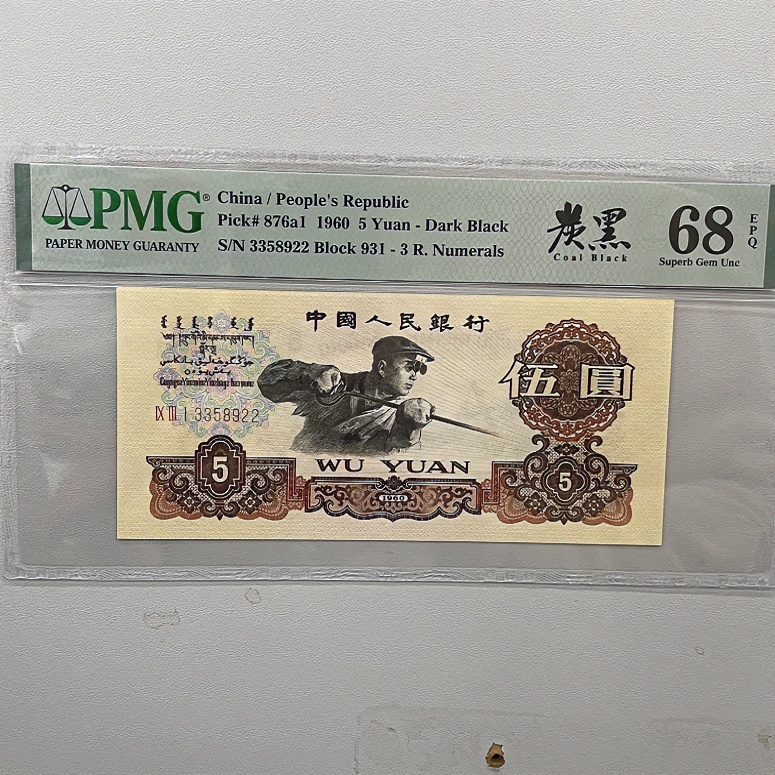 PMG®
PAPER MONEY GUARANTY
China / People's Republic
Pick# 876a1 1960 5 Yuan - Dark Black
S/N 3358922 Block 931 - 3 R. Numerals
炭黑
Coal Black
68
EPQ
Superb Gem Unc
中國人民銀行
伍圓
IX III I 3358922
5
WU YUAN
1960
5